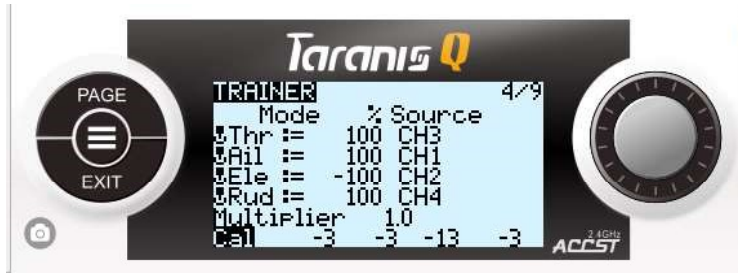 Taranis Q
PAGE
EXIT
TRAINER 4/9
Mode % Source
Thr := 100 CH3
Ail := 100 CH1
Ele := -100 CH2
Rud := 100 CH4
Multiplier 1.0
Cal -3 -3 -13 -3
2.4GHz
ACCST